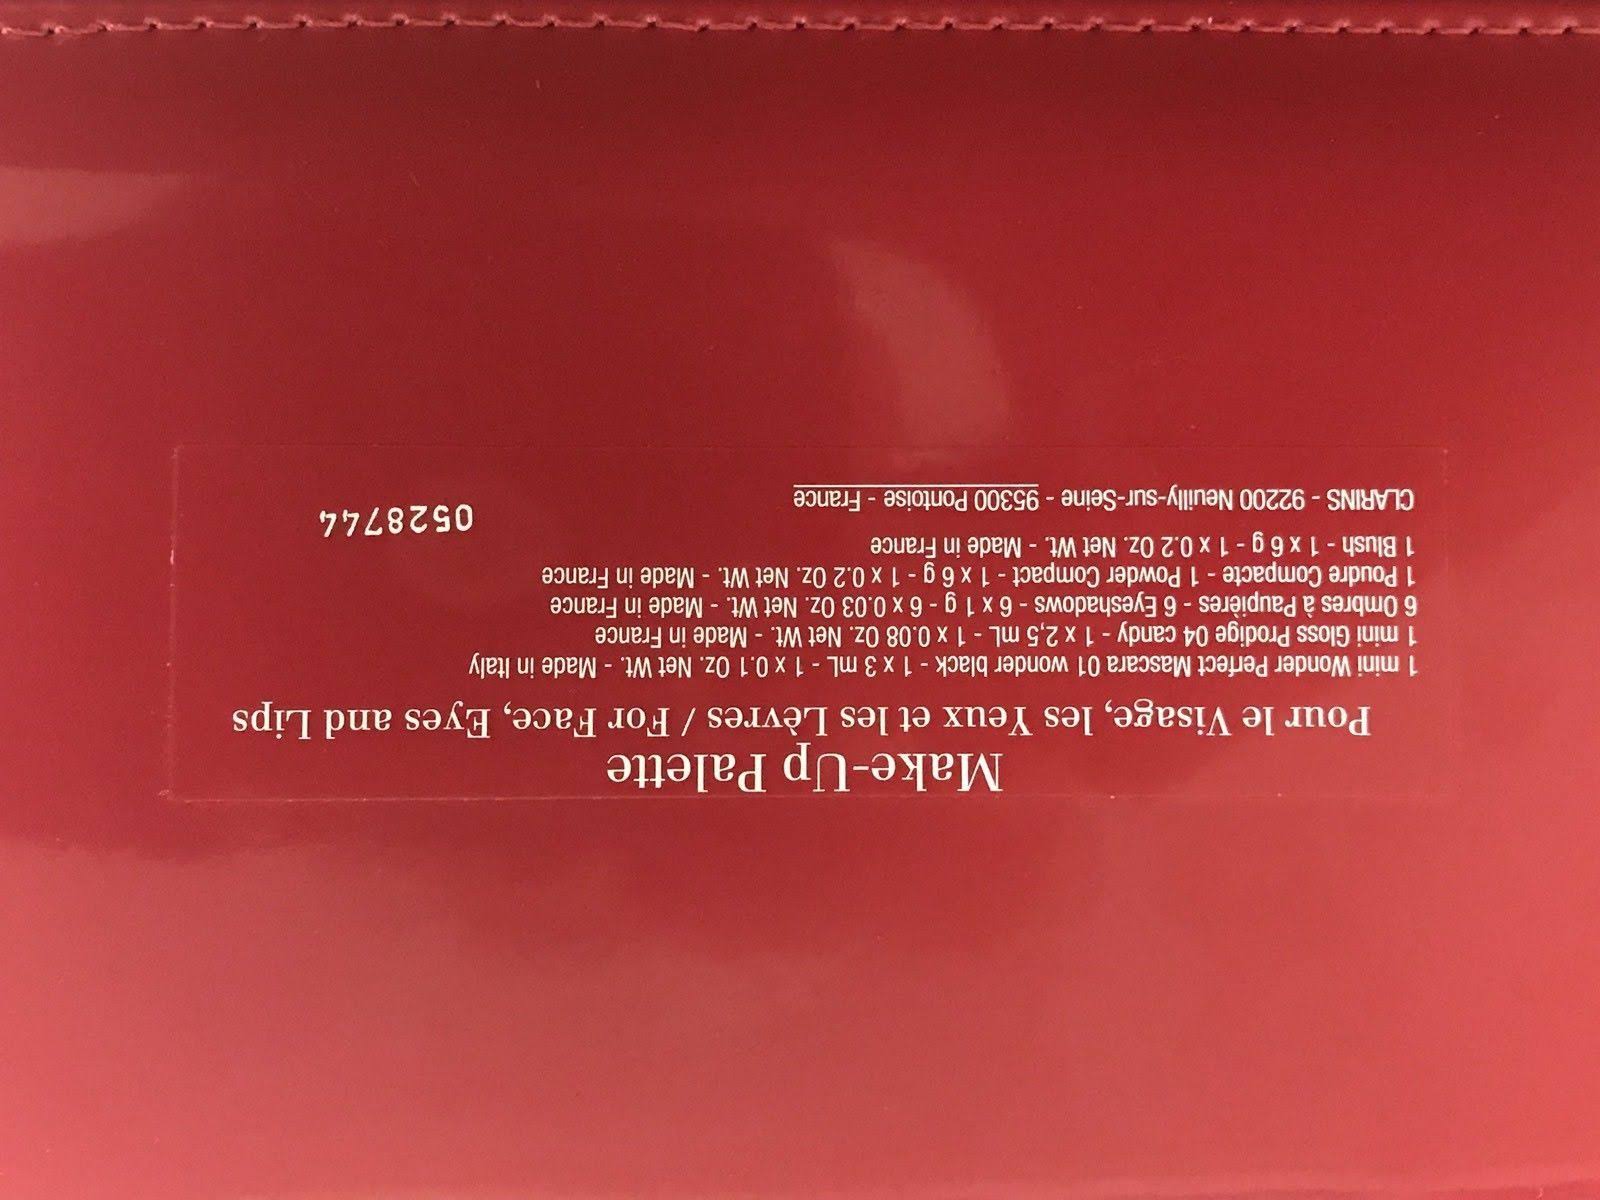 Make-Up Palette
Pour le Visage, les Yeux et les Lèvres / For Face, Eyes and Lips
1 mini Wonder Perfect Mascara 01 wonder black - 1 x 3 mL - 1 x 0.1 Oz. Net Wt. - Made in Italy
1 mini Gloss Prodige 04 candy - 1 x 2,5 mL - 1 x 0.08 Oz. Net Wt. - Made in France
6 Ombres à Paupières - 6 Eyeshadows - 6 x 1 g - 6 x 0.03 Oz. Net Wt. - Made in France
1 Poudre Compacte - 1 Powder Compact - 1 x 6 g - 1 x 0.2 Oz. Net Wt. - Made in France
1 Blush - 1 x 6 g - 1 x 0.2 Oz. Net Wt. - Made in France
CLARINS - 92200 Neuilly-sur-Seine - 95300 Pontoise - France
0528744